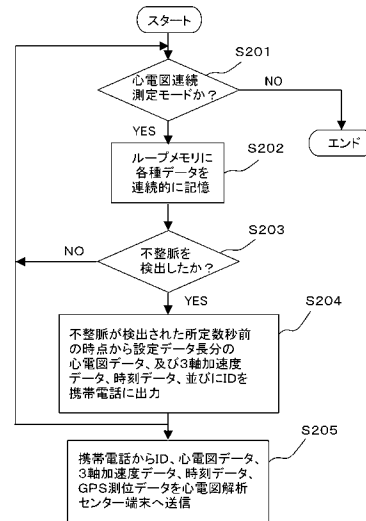 スタート
S201
心電図連続
測定モードか?
NO
YES
エンド
S202
ループメモリに
各種データを
連続的に記憶
S203
不整脈を
検出したか?
NO
YES
S204
不整脈が検出された所定数秒前
の時点から設定データ長分の
心電図データ、及び3軸加速度
データ、時刻データ、並びにIDを
携帯電話に出力
S205
携帯電話からID、心電図データ、
3軸加速度データ、時刻データ、
GPS測位データを心電図解析
センター端末へ送信